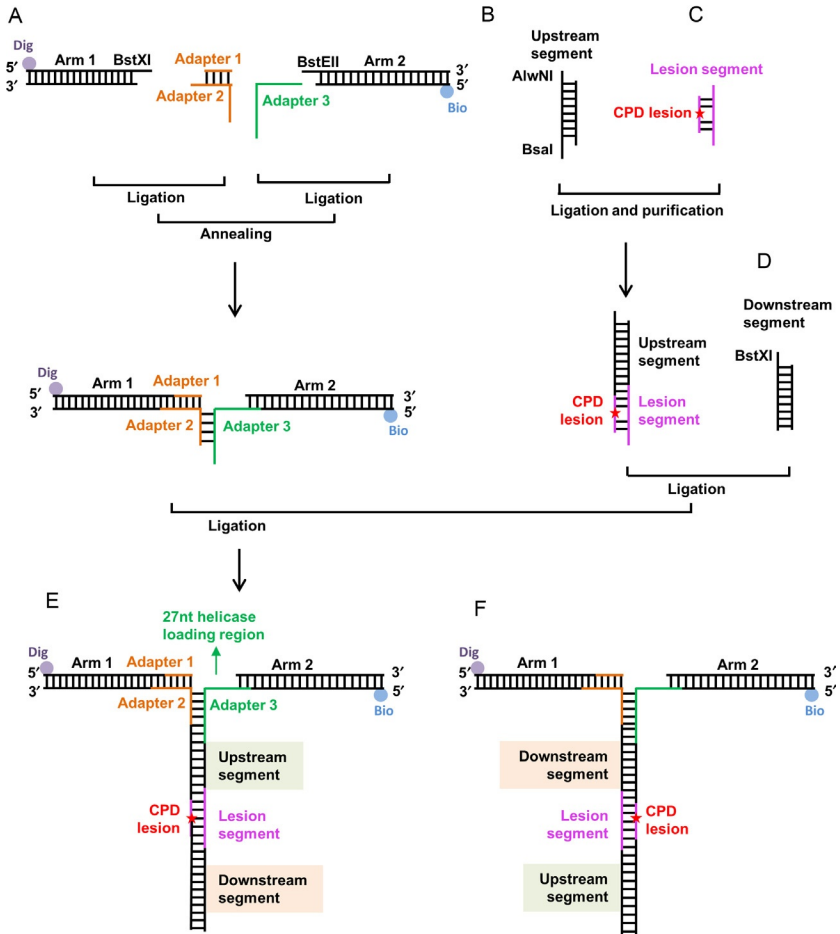 A
Dig
5′
3′
Arm 1
BstXI
Adapter 1
Adapter 2
BstEII
Arm 2
Adapter 3
3′
5′
Bio
Ligation
Ligation
Annealing
B
Upstream
segment
AlwNI
BsaI
C
Lesion segment
CPD lesion
Ligation and purification
D
Downstream
segment
BstXI
Upstream
segment
CPD
lesion
Lesion
segment
Ligation
Dig
5′
3′
Arm 1
Adapter 1
Adapter 2
Arm 2
Adapter 3
3′
5′
Bio
Ligation
E
27nt helicase
loading region
Dig
5′
3′
Arm 1
Adapter 1
Adapter 2
Arm 2
Adapter 3
3′
5′
Bio
Upstream
segment
CPD
lesion
Lesion
segment
Downstream
segment
F
Dig
5′
3′
Arm 1
Arm 2
3′
5′
Bio
Downstream
segment
Lesion
segment
CPD
lesion
Upstream
segment